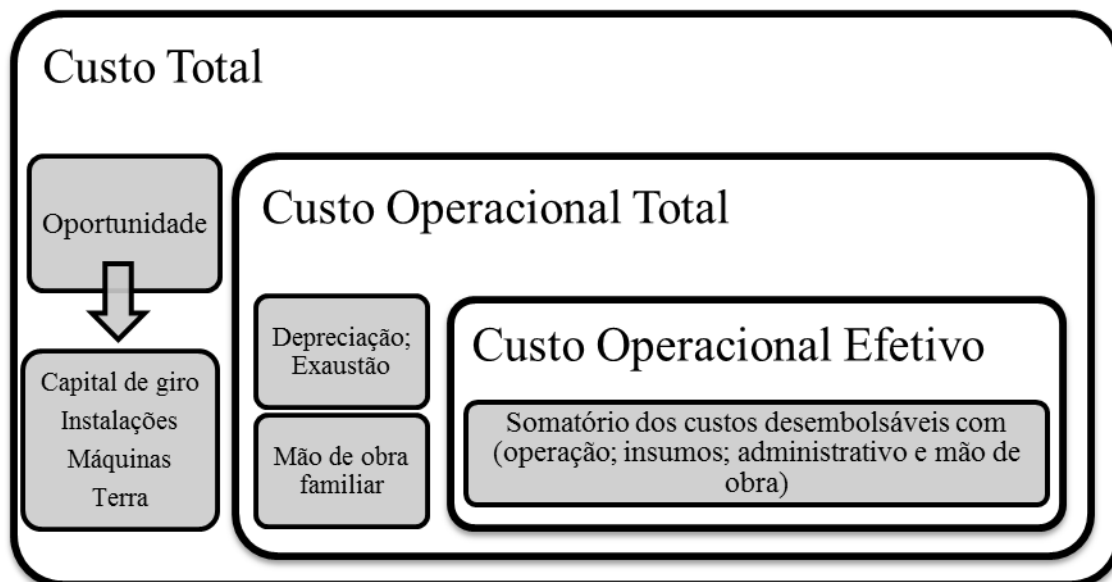 Custo Total
Oportunidade
Capital de giro
Instalações
Máquinas
Terra
Custo Operacional Total
Depreciação;
Exaustão
Mão de obra
familiar
Custo Operacional Efetivo
Somatório dos custos desembolsáveis com
(operação; insumos; administrativo e mão de
obra)